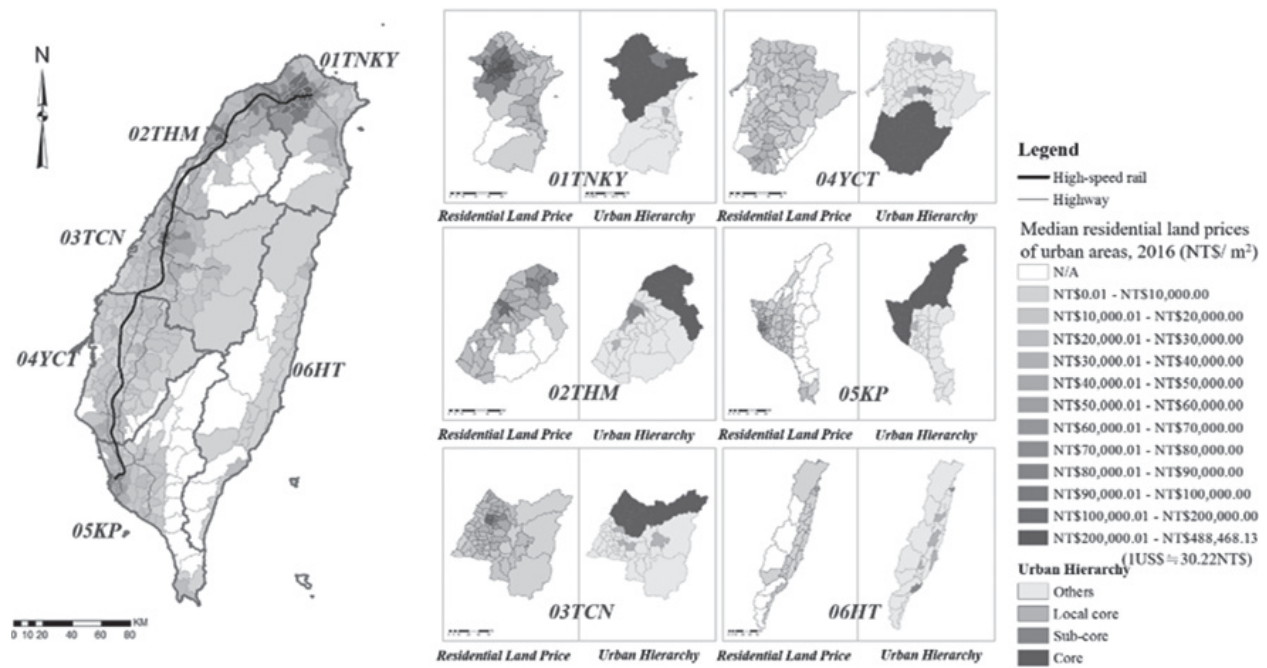 N
01TNKY
02THM
03TCN
04YCT
06HT
05KP
0 10 20 40 60 80 KM
01TNKY
04YCT
Residential Land Price Urban Hierarchy Residential Land Price Urban Hierarchy
02THM
05KP
Residential Land Price Urban Hierarchy Residential Land Price Urban Hierarchy
03TCN
06HT
Residential Land Price Urban Hierarchy Residential Land Price Urban Hierarchy
Legend
High-speed rail
Highway
Median residential land prices
of urban areas, 2016 (NT$/ m²)
N/A
NT$0.01 - NT$10,000.00
NT$10,000.01 - NT$20,000.00
NT$20,000.01 - NT$30,000.00
NT$30,000.01 - NT$40,000.00
NT$40,000.01 - NT$50,000.00
NT$50,000.01 - NT$60,000.00
NT$60,000.01 - NT$70,000.00
NT$70,000.01 - NT$80,000.00
NT$80,000.01 - NT$90,000.00
NT$90,000.01 - NT$100,000.00
NT$100,000.01 - NT$200,000.00
NT$200,000.01 - NT$488,468.13
(1US$≒30.22NT$)
Urban Hierarchy
Others
Local core
Sub-core
Core